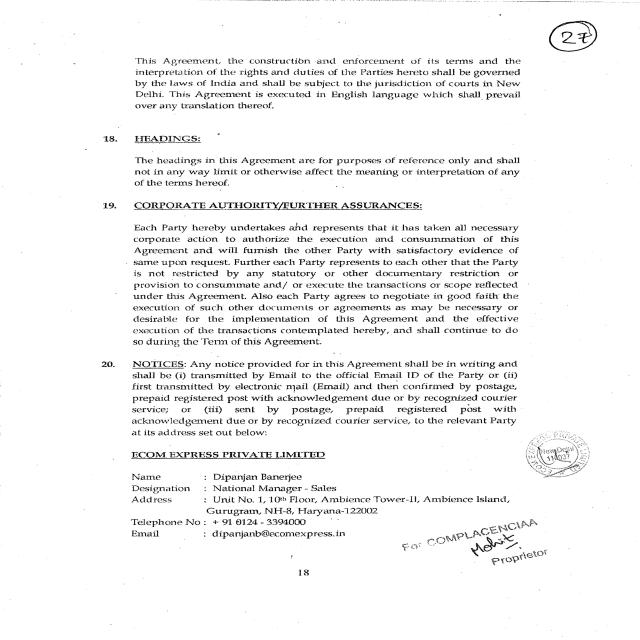 27
This Agreement, the construction and enforcement of its terms and the
interpretation of the rights and duties of the Parties hereto shall be governed
by the laws of India and shall be subject to the jurisdiction of courts in New
Delhi. This Agreement is executed in English language which shall prevail
over any translation thereof.
18. HEADINGS:
The headings in this Agreement are for purposes of reference only and shall
not in any way limit or otherwise affect the meaning or interpretation of any
of the terms hereof.
19. CORPORATE AUTHORITY/FURTHER ASSURANCES:
Each Party hereby undertakes and represents that it has taken all necessary
corporate action to authorize the execution and consummation of this
Agreement and will furnish the other Party with satisfactory evidence of
same upon request. Further each Party represents to each other that the Party
is not restricted by any statutory or other documentary restriction or
provision to consummate and/ or execute the transactions or scope reflected
under this Agreement. Also each Party agrees to negotiate in good faith the
execution of such other documents or agreements as may be necessary or
desirable for the implementation of this Agreement and the effective
execution of the transactions contemplated hereby, and shall continue to do
so during the Term of this Agreement.
20. NOTICES: Any notice provided for in this Agreement shall be in writing and
shall be (i) transmitted by Email to the official Email ID of the Party or (ii)
first transmitted by electronic mail (Email) and then confirmed by postage,
prepaid registered post with acknowledgement due or by recognized courier
service; or (iii) sent by postage, prepaid registered post with
acknowledgement due or by recognized courier service, to the relevant Party
at its address set out below:
ECOM EXPRESS PRIVATE LIMITED
Name : Dipanjan Banerjee
Designation : National Manager - Sales
Address : Unit No. 1, 10th Floor, Ambience Tower-II, Ambience Island,
Gurugram, NH-8, Haryana-122002
Telephone No : + 91 0124 - 3394000
Email : dipanjanb@ecomexpress.in
New Delhi
For COMPLACENCIAA
Mohit
Proprietor
18